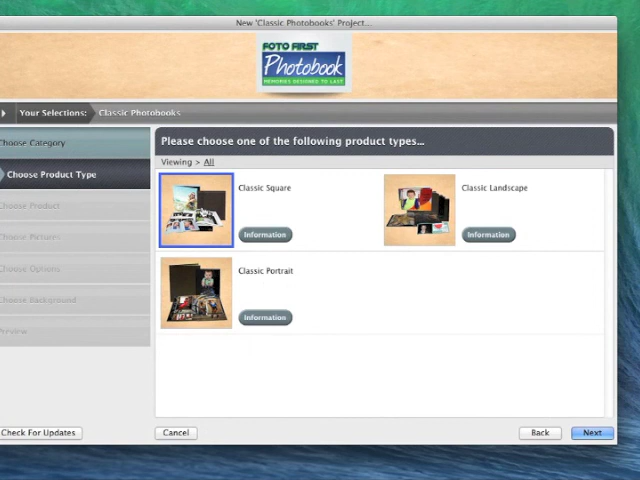 New 'Classic Photobooks' Project...
FOTO FIRST
Photobook
MEMORIES DESIGNED TO LAST
Your Selections: Classic Photobooks
Choose Category
Choose Product Type
Choose Product
Choose Pictures
Choose Options
Choose Background
Preview
Please choose one of the following product types...
Viewing > All
Classic Square
Information
Classic Landscape
Information
Classic Portrait
Information
Check For Updates
Cancel
Back
Next